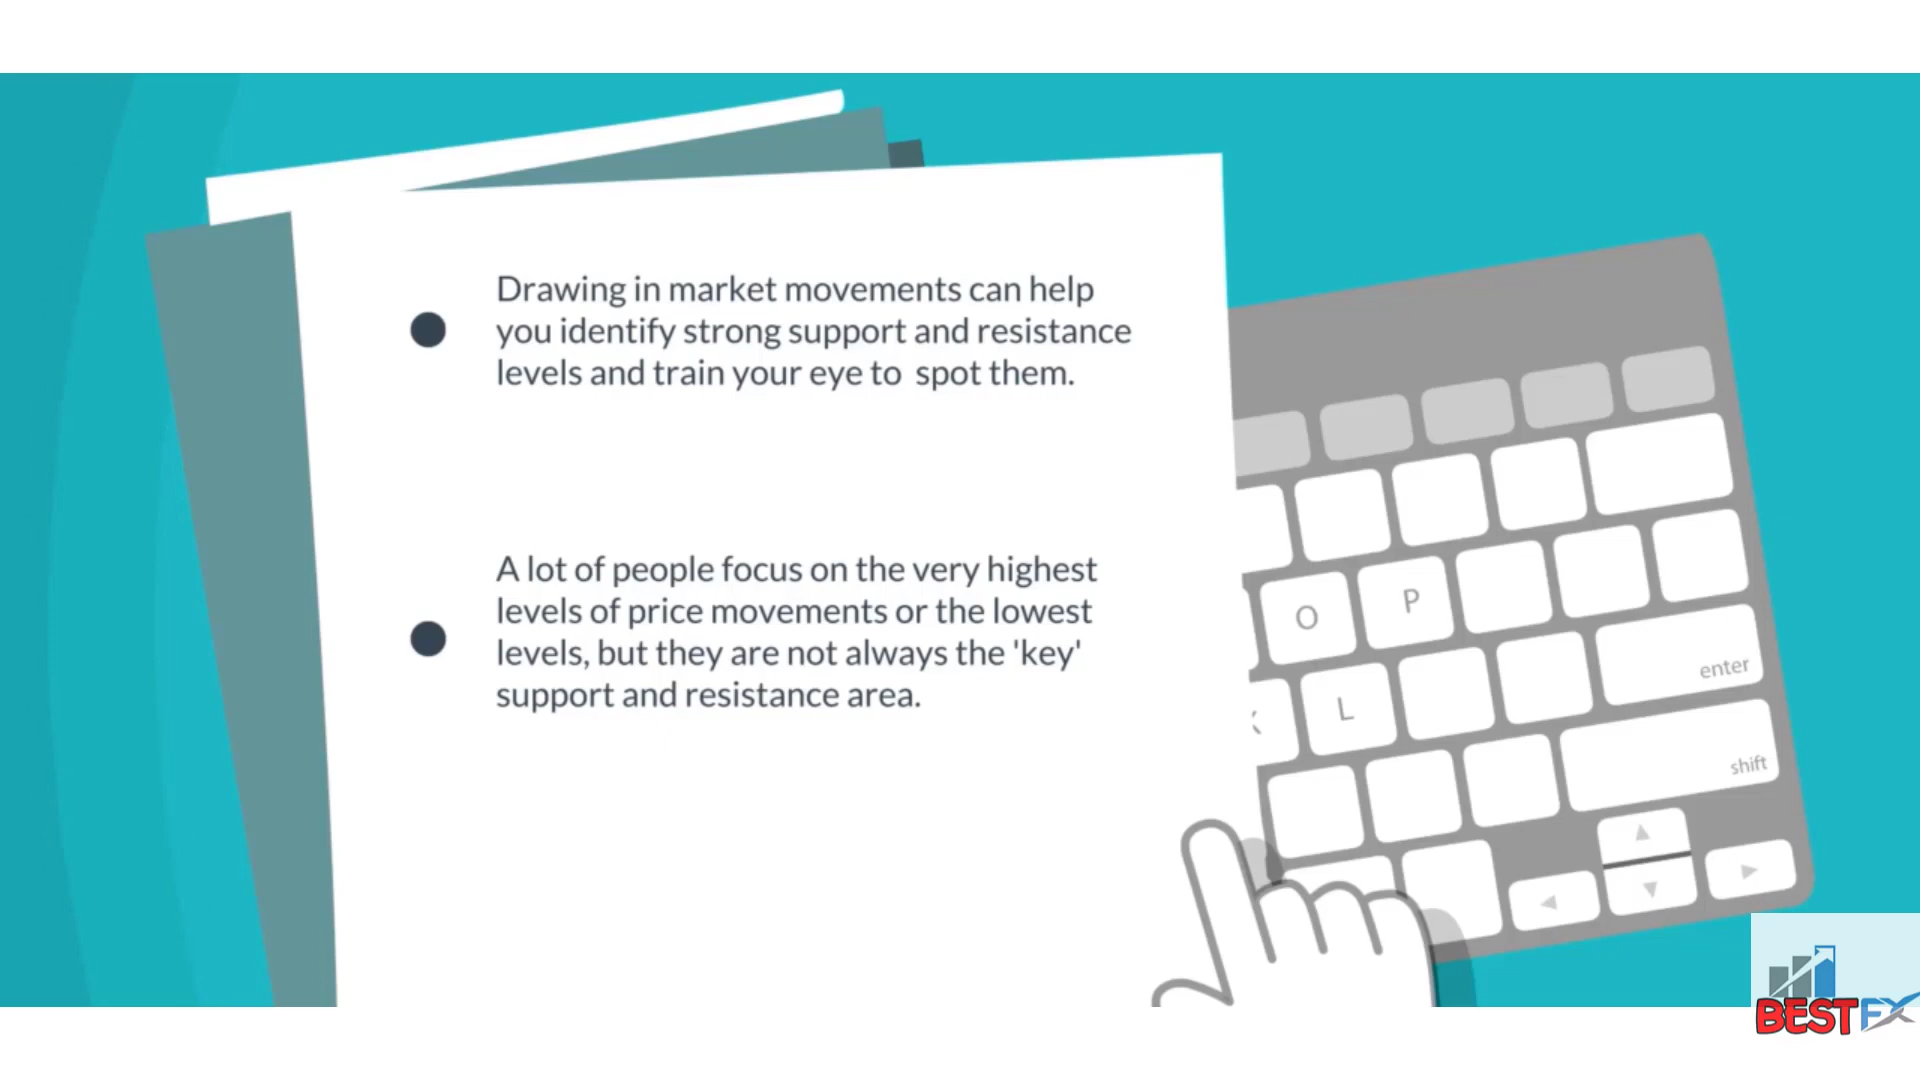 Drawing in market movements can help
you identify strong support and resistance
levels and train your eye to spot them.
A lot of people focus on the very highest
levels of price movements or the lowest
levels, but they are not always the 'key'
support and resistance area.
O P
enter
K L
shift
BESTFX